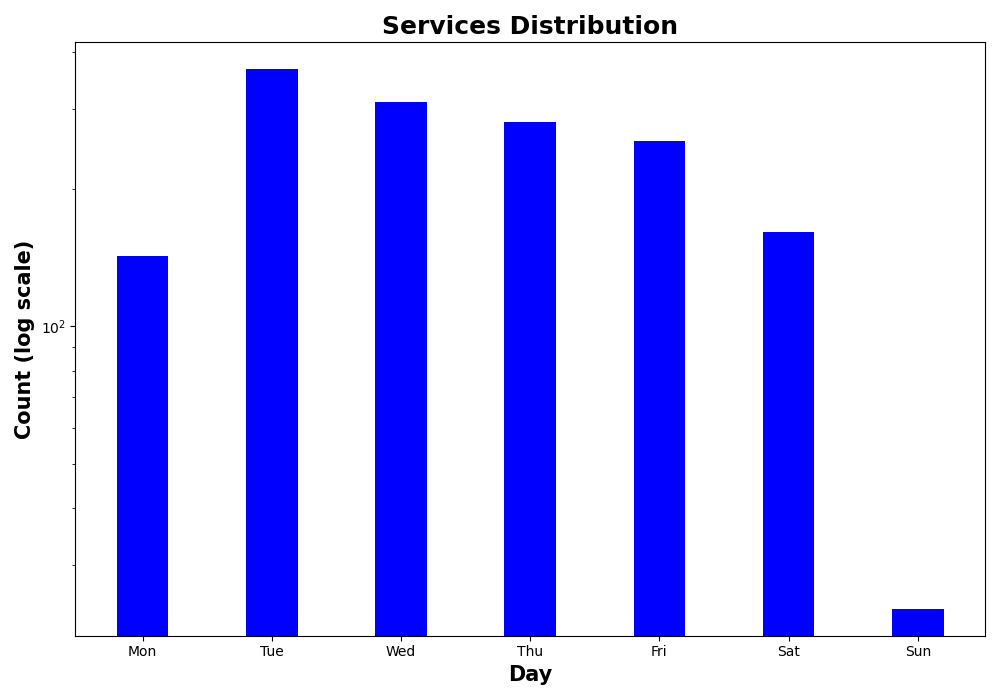 Services Distribution
Count (log scale)
10²
Mon Tue Wed Thu Fri Sat Sun
Day